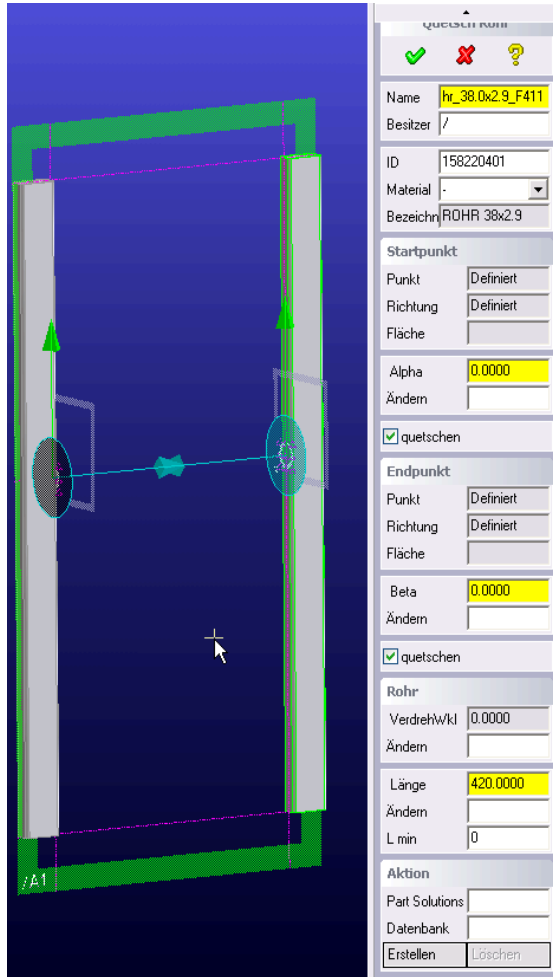 Quetsch Rohr
Name hr_38.0x2.9_F411
Besitzer /
ID 158220401
Material -
Bezeichn ROHR 38x2.9
Startpunkt
Punkt Definiert
Richtung Definiert
Fläche
Alpha 0.0000
Ändern
quetschen
Endpunkt
Punkt Definiert
Richtung Definiert
Fläche
Beta 0.0000
Ändern
quetschen
Rohr
VerdrehWkl 0.0000
Ändern
Länge 420.0000
Ändern
L min 0
Aktion
Part Solutions
Datenbank
Erstellen Löschen
/A1